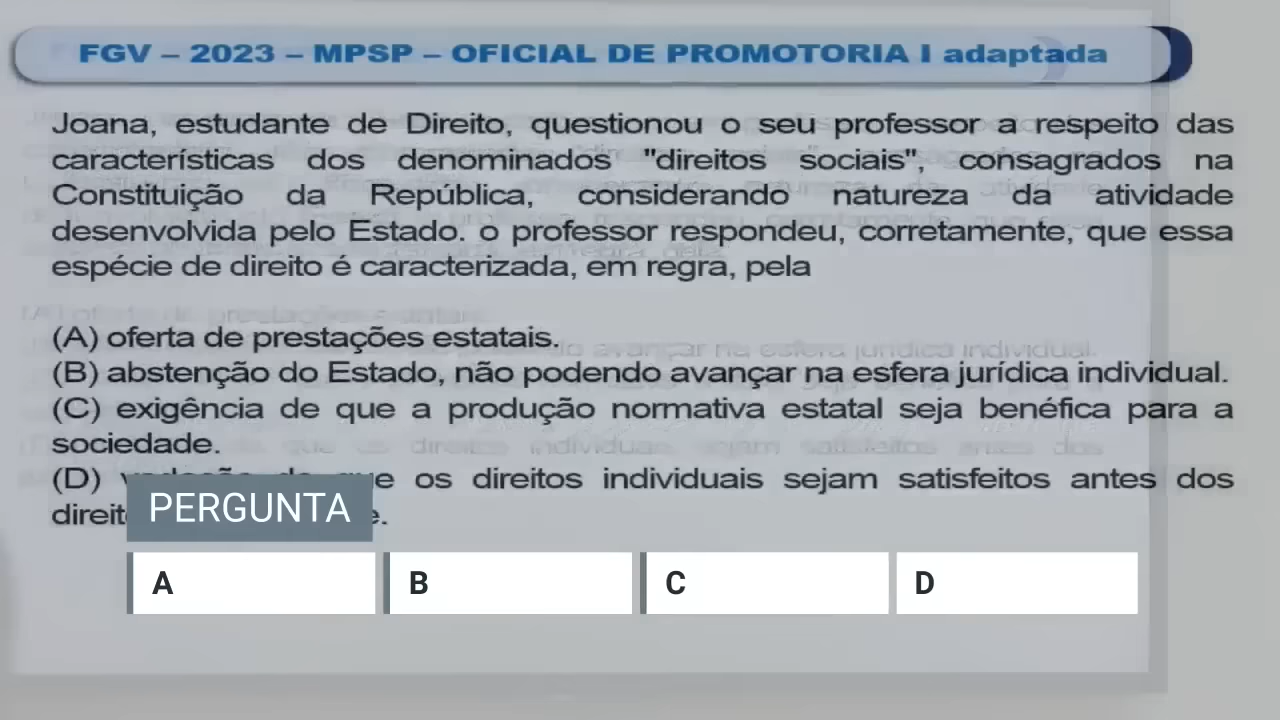 FGV – 2023 – MPSP – OFICIAL DE PROMOTORIA I adaptada
Joana, estudante de Direito, questionou o seu professor a respeito das
características dos denominados "direitos sociais", consagrados na
Constituição da República, considerando natureza da atividade
desenvolvida pelo Estado. o professor respondeu, corretamente, que essa
espécie de direito é caracterizada, em regra, pela
(A) oferta de prestações estatais.
(B) abstenção do Estado, não podendo avançar na esfera jurídica individual.
(C) exigência de que a produção normativa estatal seja benéfica para a
sociedade.
(D) os direitos individuais sejam satisfeitos antes dos
PERGUNTA
A
B
C
D